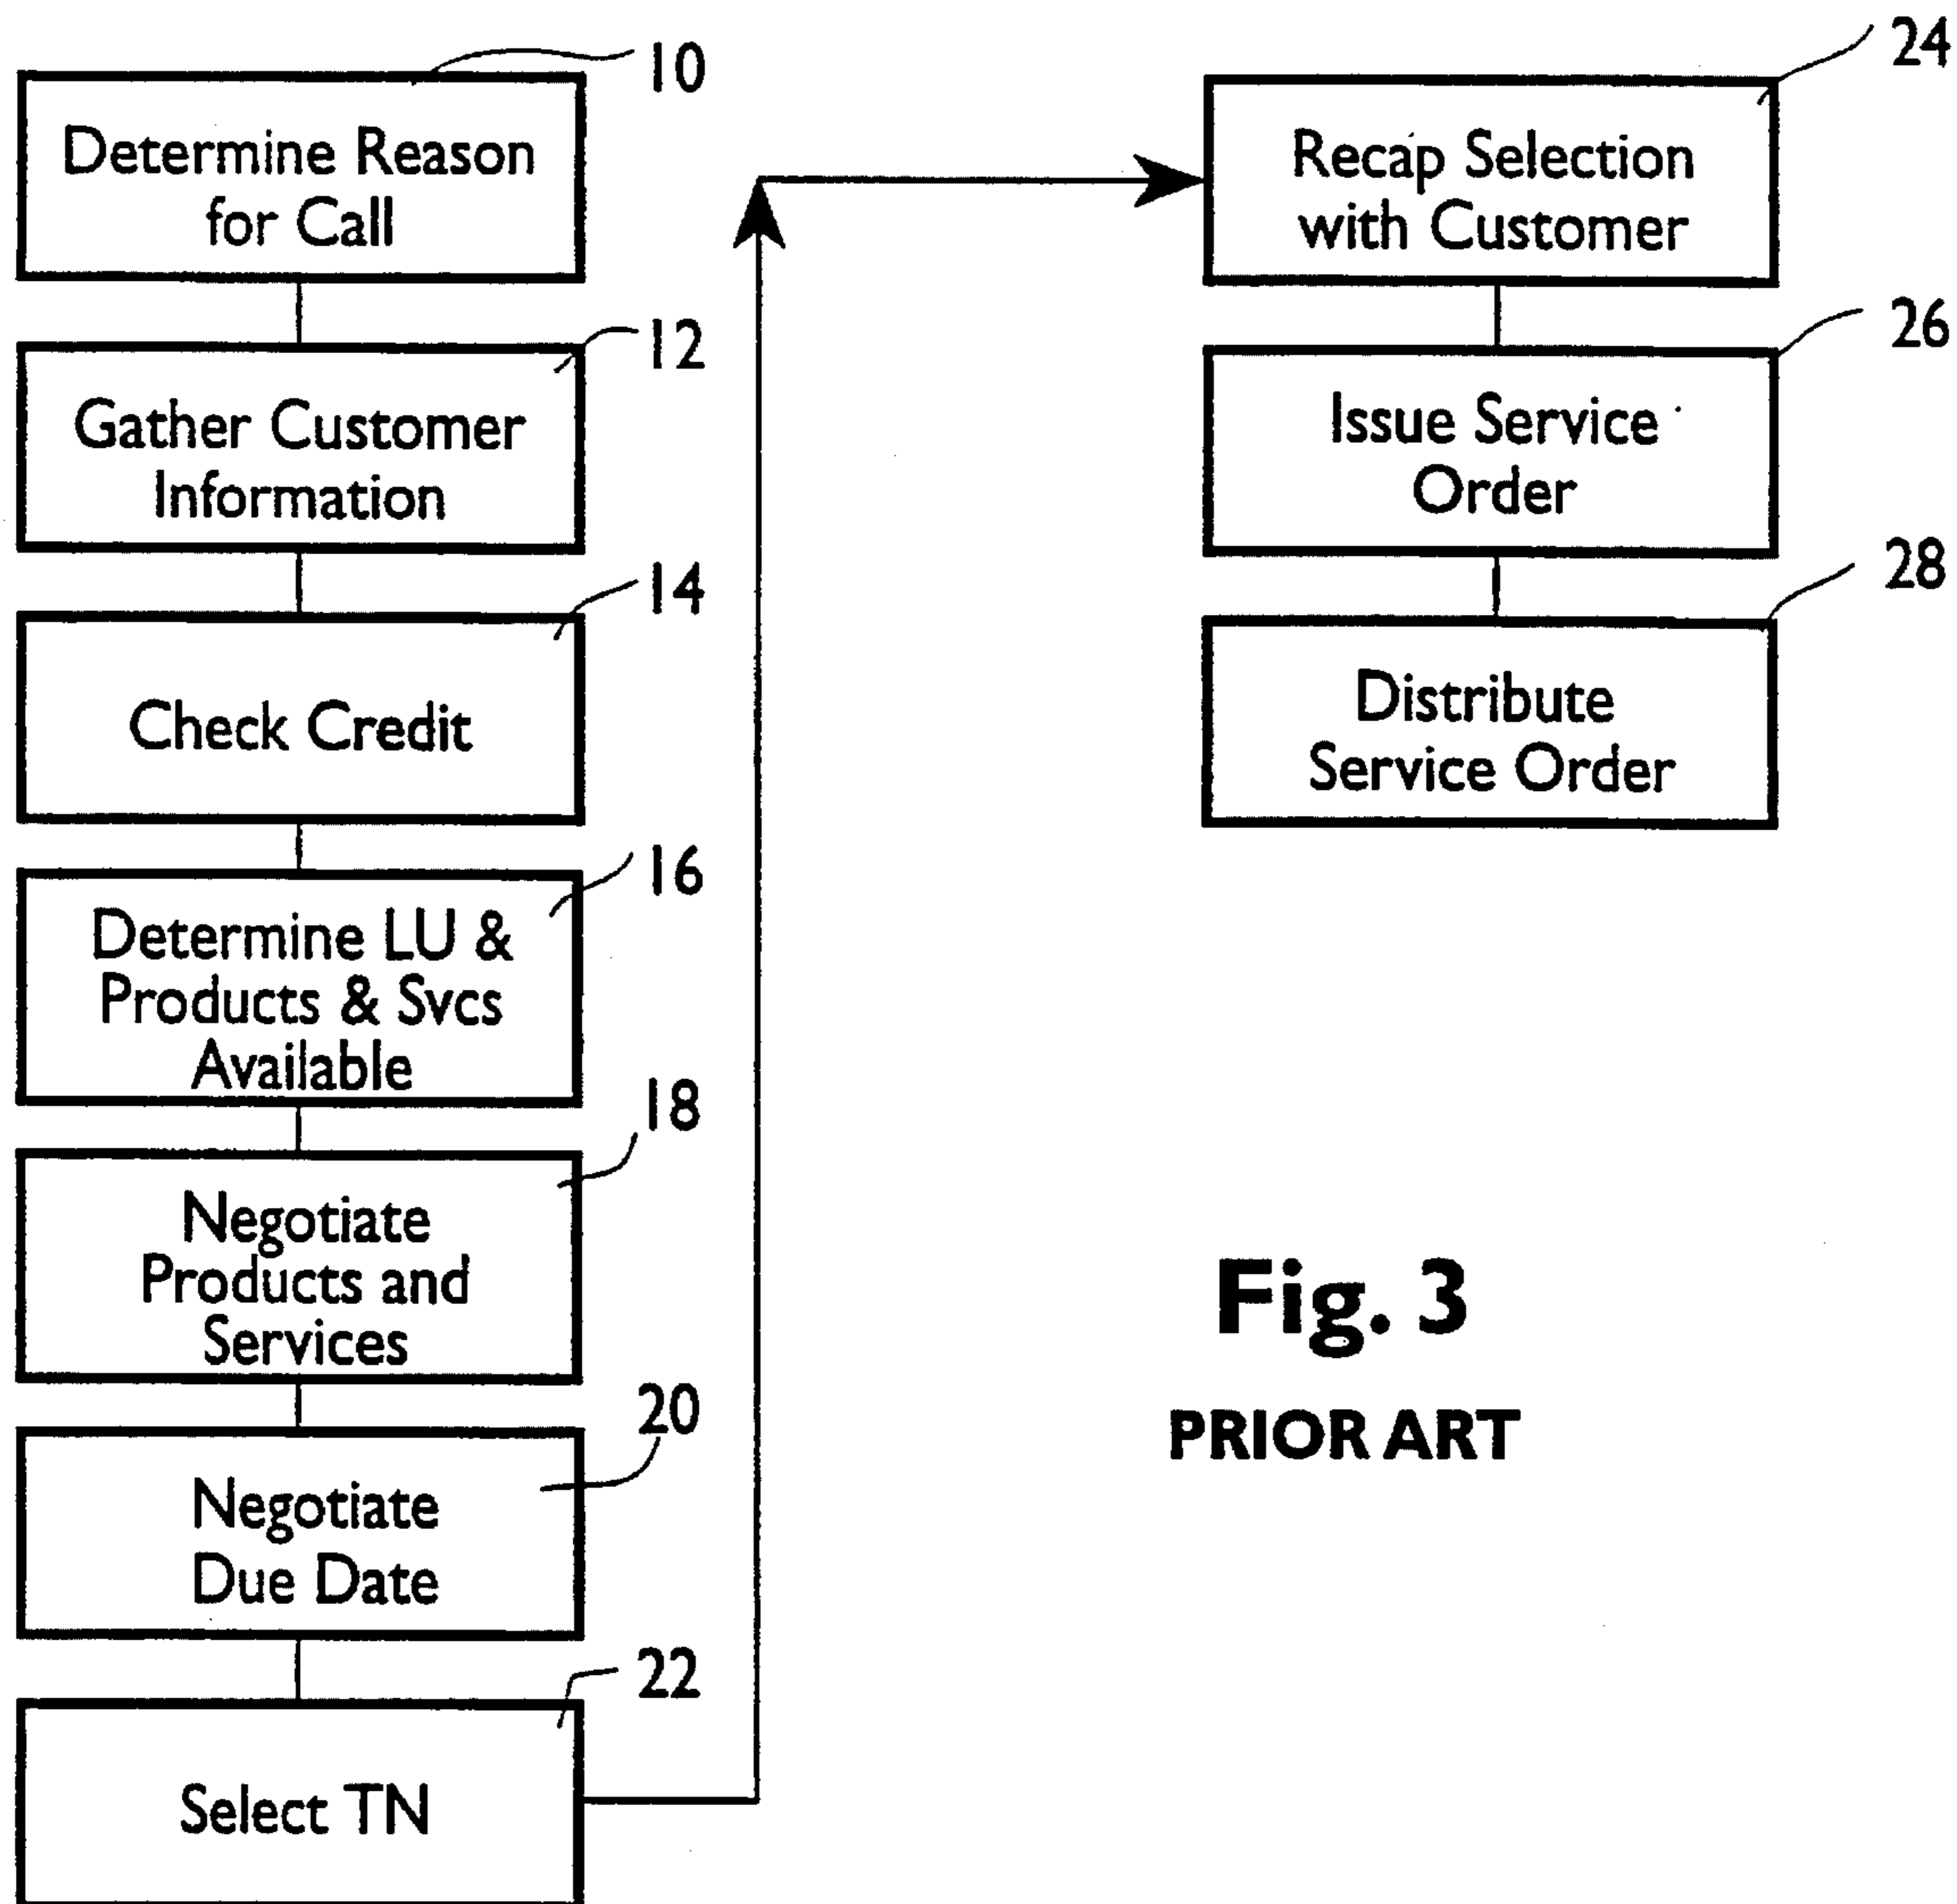 10
Determine Reason
for Call
12
Gather Customer
Information
14
Check Credit
16
Determine LU &
Products & Svcs
Available
18
Negotiate
Products and
Services
20
Negotiate
Due Date
22
Select TN
24
Recap Selection
with Customer
26
Issue Service
Order
28
Distribute
Service Order
Fig. 3
PRIOR ART